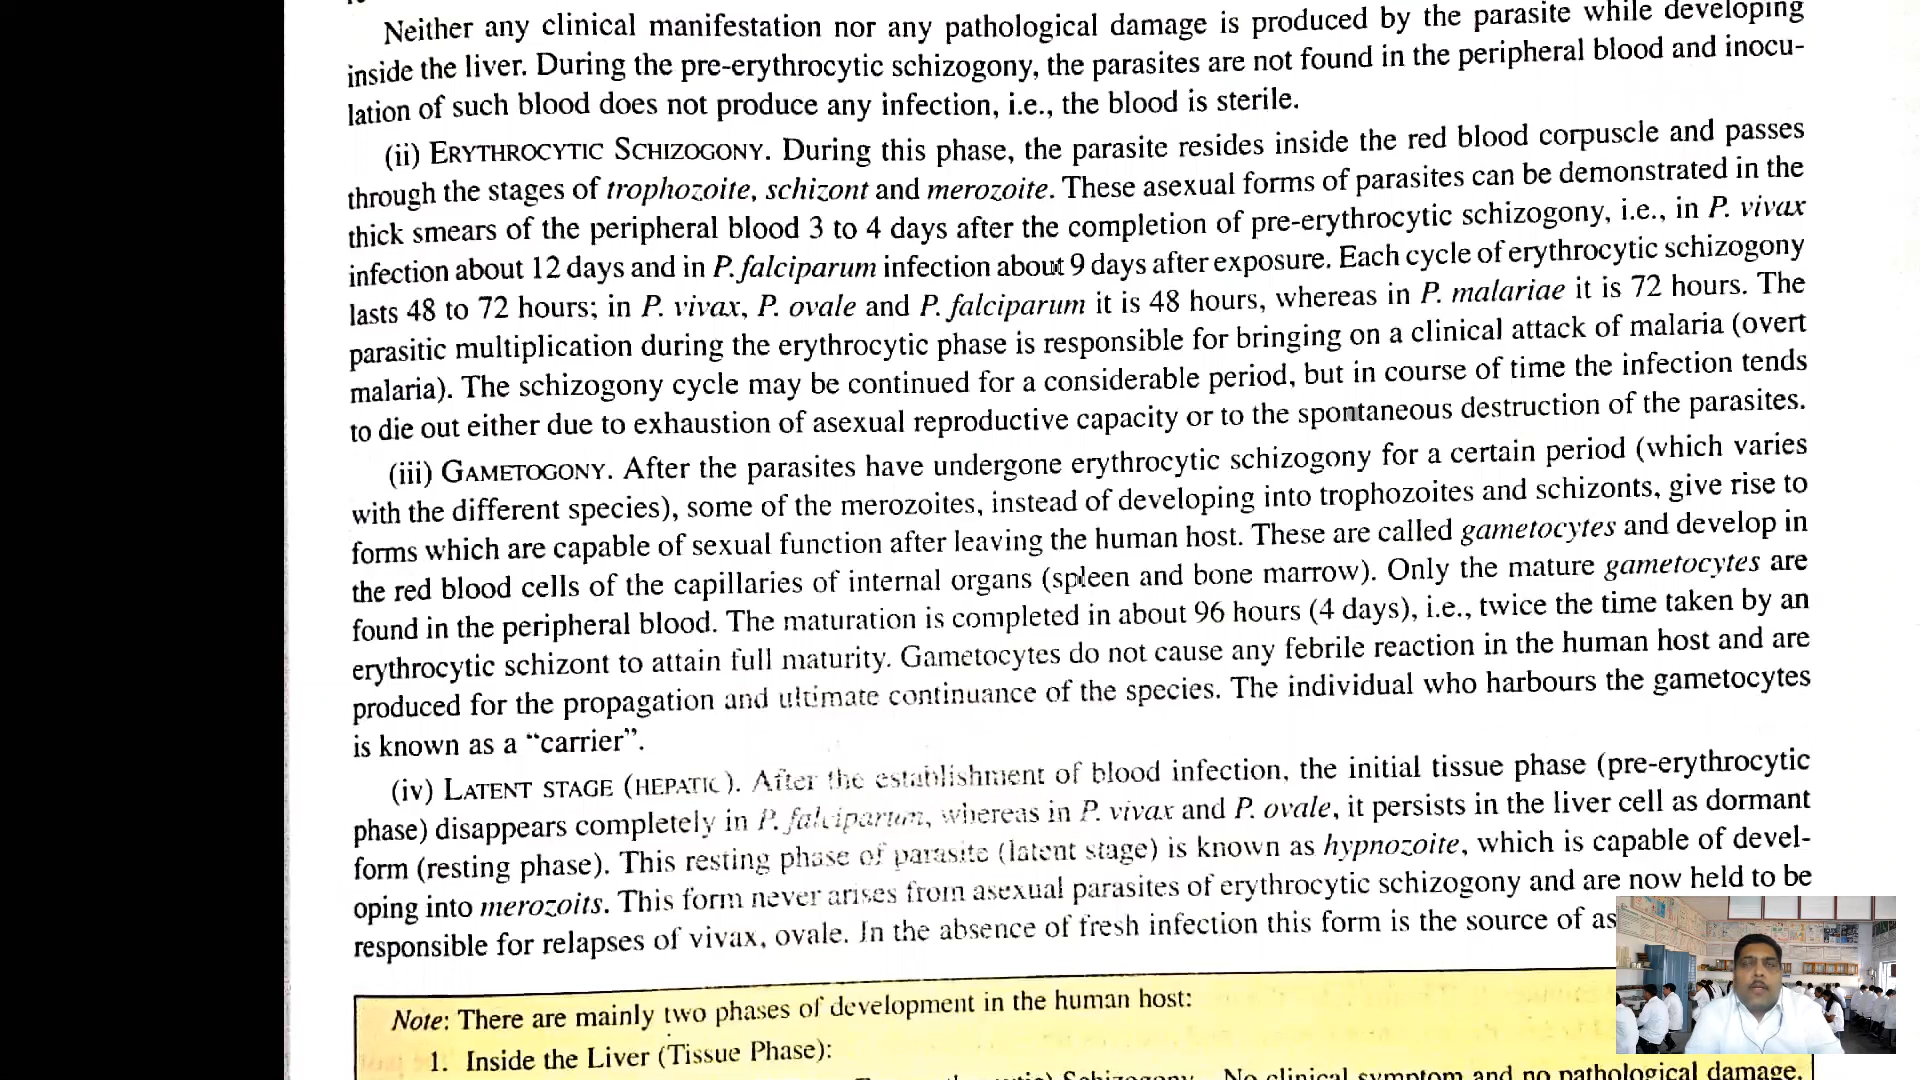 Neither any clinical manifestation nor any pathological damage is produced by the parasite while developing
inside the liver. During the pre-erythrocytic schizogony, the parasites are not found in the peripheral blood and inocu-
lation of such blood does not produce any infection, i.e., the blood is sterile.
(ii) ERYTHROCYTIC SCHIZOGONY. During this phase, the parasite resides inside the red blood corpuscle and passes
through the stages of trophozoite, schizont and merozoite. These asexual forms of parasites can be demonstrated in the
thick smears of the peripheral blood 3 to 4 days after the completion of pre-erythrocytic schizogony, i.e., in P. vivax
infection about 12 days and in P. falciparum infection about 9 days after exposure. Each cycle of erythrocytic schizogony
lasts 48 to 72 hours; in P. vivax, P. ovale and P. falciparum it is 48 hours, whereas in P. malariae it is 72 hours. The
parasitic multiplication during the erythrocytic phase is responsible for bringing on a clinical attack of malaria (overt
malaria). The schizogony cycle may be continued for a considerable period, but in course of time the infection tends
to die out either due to exhaustion of asexual reproductive capacity or to the spontaneous destruction of the parasites.
(iii) GAMETOGONY. After the parasites have undergone erythrocytic schizogony for a certain period (which varies
with the different species), some of the merozoites, instead of developing into trophozoites and schizonts, give rise to
forms which are capable of sexual function after leaving the human host. These are called gametocytes and develop in
the red blood cells of the capillaries of internal organs (spleen and bone marrow). Only the mature gametocytes are
found in the peripheral blood. The maturation is completed in about 96 hours (4 days), i.e., twice the time taken by an
erythrocytic schizont to attain full maturity. Gametocytes do not cause any febrile reaction in the human host and are
produced for the propagation and ultimate continuance of the species. The individual who harbours the gametocytes
is known as a “carrier”.
(iv) LATENT STAGE (HEPATIC). After the establishment of blood infection, the initial tissue phase (pre-erythrocytic
phase) disappears completely in P. falciparum, whereas in P. vivax and P. ovale, it persists in the liver cell as dormant
form (resting phase). This resting phase of parasite (latent stage) is known as hypnozoite, which is capable of devel-
oping into merozoits. This form never arises from asexual parasites of erythrocytic schizogony and are now held to be
responsible for relapses of vivax, ovale. In the absence of fresh infection this form is the source of as
Note: There are mainly two phases of development in the human host:
1. Inside the Liver (Tissue Phase):
Schizogony No clinical symptom and no pathological damage.